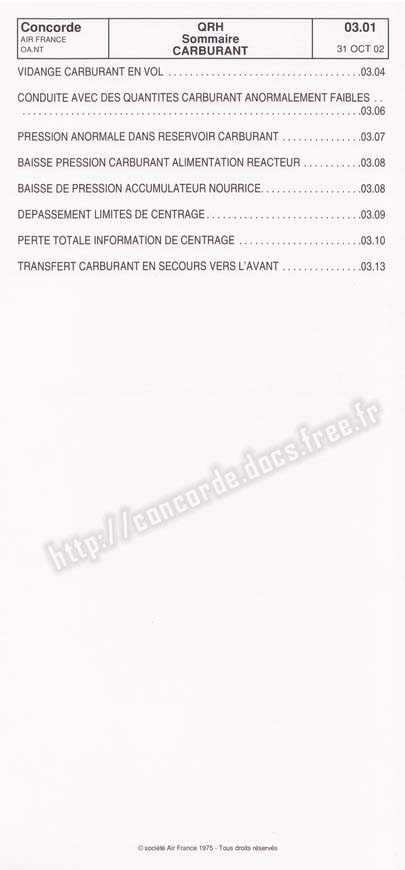 Concorde
AIR FRANCE
OA.NT
QRH
Sommaire
CARBURANT
03.01
31 OCT 02
VIDANGE CARBURANT EN VOL . . . . . . . . . . . . . . . . . . . . . . . . . . . . . .03.04
CONDUITE AVEC DES QUANTITES CARBURANT ANORMALEMENT FAIBLES . .
. . . . . . . . . . . . . . . . . . . . . . . . . . . . . . . . . . . . . . . . . . . . . . . . . . . .03.06
PRESSION ANORMALE DANS RESERVOIR CARBURANT . . . . . . . . . . . .03.07
BAISSE PRESSION CARBURANT ALIMENTATION REACTEUR . . . . . . . . .03.08
BAISSE DE PRESSION ACCUMULATEUR NOURRICE. . . . . . . . . . . . . . .03.08
DEPASSEMENT LIMITES DE CENTRAGE. . . . . . . . . . . . . . . . . . . . . . . .03.09
PERTE TOTALE INFORMATION DE CENTRAGE . . . . . . . . . . . . . . . . . . .03.10
TRANSFERT CARBURANT EN SECOURS VERS L'AVANT . . . . . . . . . . . .03.13
http://concorde.docs.free.fr
© société Air France 1975 - Tous droits réservés